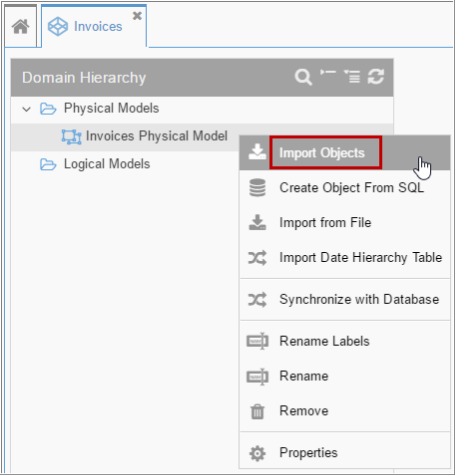 Invoices
Domain Hierarchy
Physical Models
Invoices Physical Model
Logical Models
Import Objects
Create Object From SQL
Import from File
Import Date Hierarchy Table
Synchronize with Database
Rename Labels
Rename
Remove
Properties